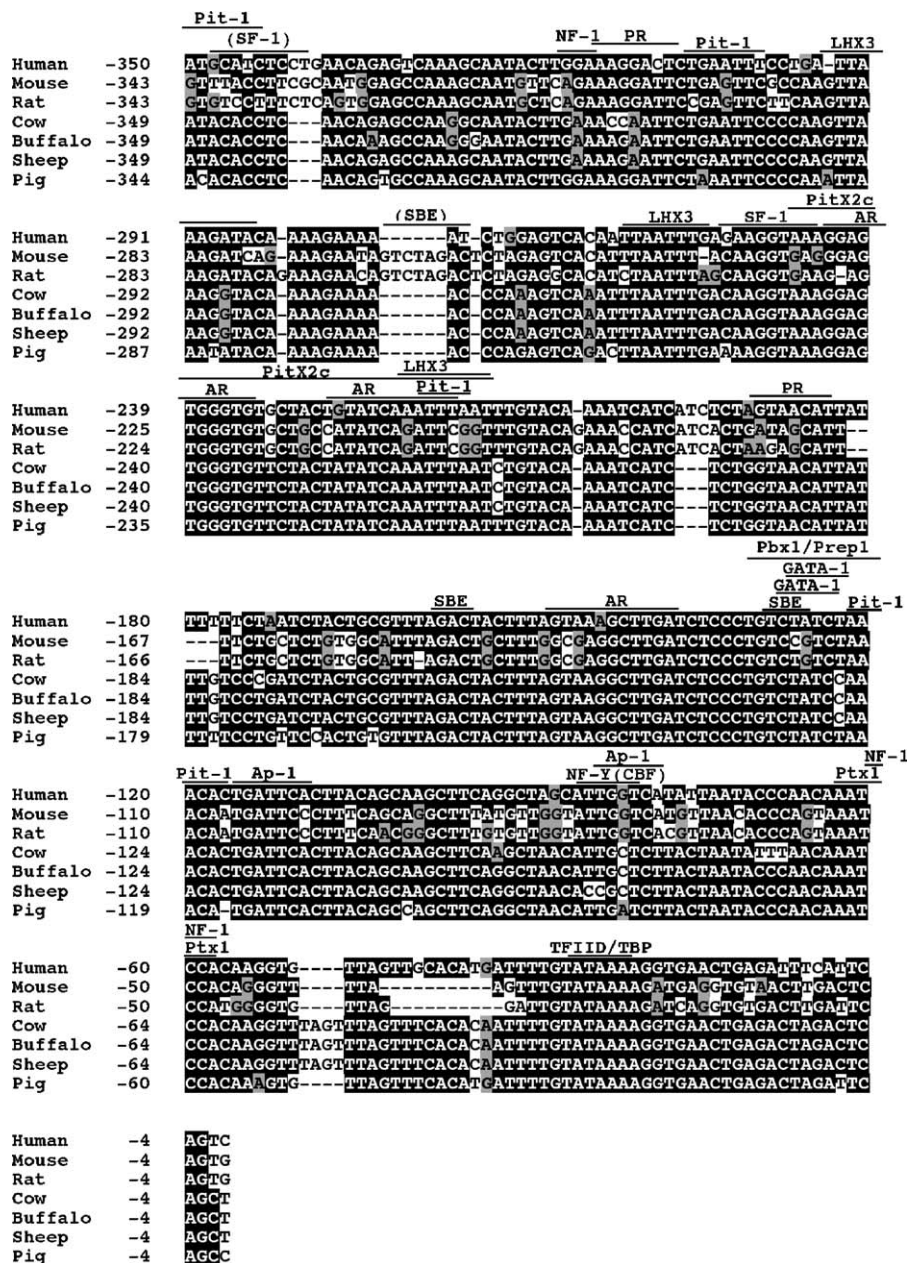 Pit-1
(SF-1) NF-1 PR Pit-1 LHX3
Human -350 ATGCATCTCCTGAACAGAGTCAAAGCAATACTTGGAAAGGACTCTGAATTTCCTGA-TTA
Mouse -343 GTTTACCTTCGCAATGGAGCCAAAGCAATGTTCAGAAAGGATTCTGAGTTCGCCAAGTTA
Rat -343 GTGTCCTTTCTCAGTGGAGCCAAAGCAATGCTCAGAAAGGATTCCGAGTTCTTCAAGTTA
Cow -349 ATACACCTC---AACAGAGCCAAGGCAATACTTGAAACCAATTCTGAATTCCCCAAGTTA
Buffalo -349 ATACACCTC---AACAAAGCCAAGGGAATACTTGAAAAGAATTCTGAATTCCCCAAGTTA
Sheep -349 ATACACCTC---AACAGAGCCAAAGCAATACTTGAAAAGAATTCTGAATTCCCCAAGTTA
Pig -344 ACACACCTC---AACAGTGCCAAAGCAATACTTGGAAAGGATTCTAAATTCCCCAAATTA
PitX2c
(SBE) LHX3 SF-1 AR
Human -291 AAGATACA-AAAGAAAA------AT-CTGGAGTCACAATTAATTTGAGAAGGTAAAGGAG
Mouse -283 AAGATCAG-AAAGAATAGTCTAGACTCTAGAGTCACATTTAATTT-ACAAGGTGAGGGAG
Rat -283 AAGATACAGAAAGAACAGTCTAGACTCTAGAGGCACATCTAATTTAGCAAGGTGAAG-AG
Cow -292 AAGGTACA-AAAGAAAA------AC-CCAAAGTCAAATTTAATTTGACAAGGTAAAGGAG
Buffalo -292 AAGGTACA-AAAGAAAA------AC-CCAAAGTCAAATTTAATTTGACAAGGTAAAGGAG
Sheep -292 AAGGTACA-AAAGAAAA------AC-CCAAAGTCAAATTTAATTTGACAAGGTAAAGGAG
Pig -287 AATATACA-AAAGAAAA------AC-CCAGAGTCAGACTTAATTTGAAAAGGTAAAGGAG
PitX2c LHX3
AR AR Pit-1 PR
Human -239 TGGGTGTGCTACTGTATCAAATTTAATTTGTACA-AAATCATCATCTCTAGTAACATTAT
Mouse -225 TGGGTGTGCTGCCATATCAGATTCGGTTTGTACAGAAACCATCATCACTGATAGCATT--
Rat -224 TGGGTGTGCTGCCATATCAGATTCGGTTTGTACAGAAACCATCATCACTAAGAGCATT--
Cow -240 TGGGTGTTCTACTATATCAAATTTAATCTGTACA-AAATCATC---TCTGGTAACATTAT
Buffalo -240 TGGGTGTTCTACTATATCAAATTTAATCTGTACA-AAATCATC---TCTGGTAACATTAT
Sheep -240 TGGGTGTTCTACTATATCAAATTTAATCTGTACA-AAATCATC---TCTGGTAACATTAT
Pig -235 TGGGTGTTCTACTATATCAAATTTAATTTGTACA-AAATCATC---TCTGGTAACATTAT
Pbx1/Prep1
GATA-1
GATA-1
SBE AR SBE Pit-1
Human -180 TTTTTCTAATCTACTGCGTTTAGACTACTTTAGTAAAGCTTGATCTCCCTGTCTATCTAA
Mouse -167 ---TTCTGCTCTGTGGCATTTAGACTGCTTTGGCGAGGCTTGATCTCCCTGTCCGTCTAA
Rat -166 ---TTCTGCTCTGTGGCATT-AGACTGCTTTGGCGAGGCTTGATCTCCCTGTCTGTCTAA
Cow -184 TTGTCCCGATCTACTGCGTTTAGACTACTTTAGTAAGGCTTGATCTCCCTGTCTATCCAA
Buffalo -184 TTGTCCTGATCTACTGCGTTTAGACTACTTTAGTAAGGCTTGATCTCCCTGTCTATCCAA
Sheep -184 TTGTCCTGATCTACTGCGTTTAGACTACTTTAGTAAGGCTTGATCTCCCTGTCTATCCAA
Pig -179 TTTTCCTGTTCCACTGTGTTTAGACTACTTTAGTAAGGCTTGATCTCCCTGTCTATCTAA
Ap-1 NF-1
Pit-1 Ap-1 NF-Y(CBF) Ptx1
Human -120 ACACTGATTCACTTACAGCAAGCTTCAGGCTAGCATTGGTCATATTAATACCCAACAAAT
Mouse -110 ACAATGATTCCCTTTCAGCAGGCTTTATGTTGGTATTGGTCATGTTAACACCCAGTAAAT
Rat -110 ACAATGATTCCCTTTCAACGGGCTTTGTGTTGGTATTGGTCACGTTAACACCCAGTAAAT
Cow -124 ACACTGATTCACTTACAGCAAGCTTCAAGCTAACATTGCTCTTACTAATATTTAACAAAT
Buffalo -124 ACACTGATTCACTTACAGCAAGCTTCAGGCTAACATTGCTCTTACTAATACCCAACAAAT
Sheep -124 ACACTGATTCACTTACAGCAAGCTTCAGGCTAACACCGCTCTTACTAATACCCAACAAAT
Pig -119 ACA-TGATTCACTTACAGCCAGCTTCAGGCTAACATTGATCTTACTAATACCCAACAAAT
NF-1
Ptx1 TFIID/TBP
Human -60 CCACAAGGTG----TTAGTTGCACATGATTTTGTATAAAAGGTGAACTGAGATTTCATTC
Mouse -50 CCACAGGGTT----TTA--------AGTTTGTATAAAAGATGAGGTGTAACTTGACTC
Rat -50 CCATGGGGTG----TTAG----------GATTGTATAAAAGATCAGGTGTGACTTGATTC
Cow -64 CCACAAGGTTTAGTTTAGTTTCACACAATTTTGTATAAAAGGTGAACTGAGACTAGACTC
Buffalo -64 CCACAAGGTTTAGTTTAGTTTCACACAATTTTGTATAAAAGGTGAACTGAGACTAGACTC
Sheep -64 CCACAAGGTTTAGTTTAGTTTCACACAATTTTGTATAAAAGGTGAACTGAGACTAGACTC
Pig -60 CCACAAAGTG----TTAGTTTCACATGATTTTGTATAAAAGGTGAACTGAGACTAGATTC
Human -4 AGTC
Mouse -4 AGTG
Rat -4 AGTG
Cow -4 AGCT
Buffalo -4 AGCT
Sheep -4 AGCT
Pig -4 AGCC